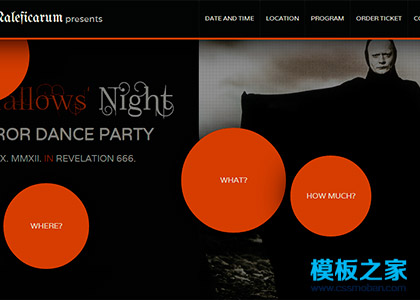 Maleficarum presents
DATE AND TIME
LOCATION
PROGRAM
ORDER TICKET
allows' Night
ROR DANCE PARTY
X. MMXII. IN REVELATION 666.
WHAT?
HOW MUCH?
WHERE?
模板之家
www.cssmoban.com